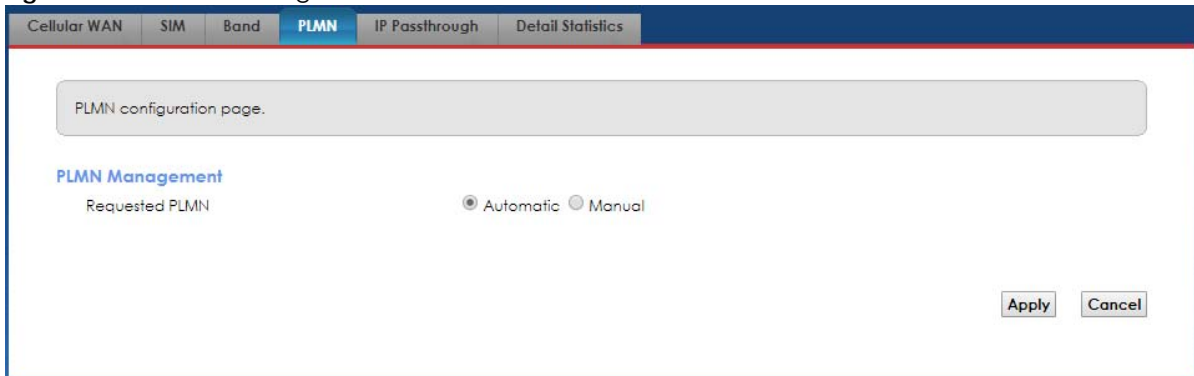 Cellular WAN SIM Band PLMN IP Passthrough Detail Statistics
PLMN configuration page.
PLMN Management
Requested PLMN Automatic Manual
Apply Cancel